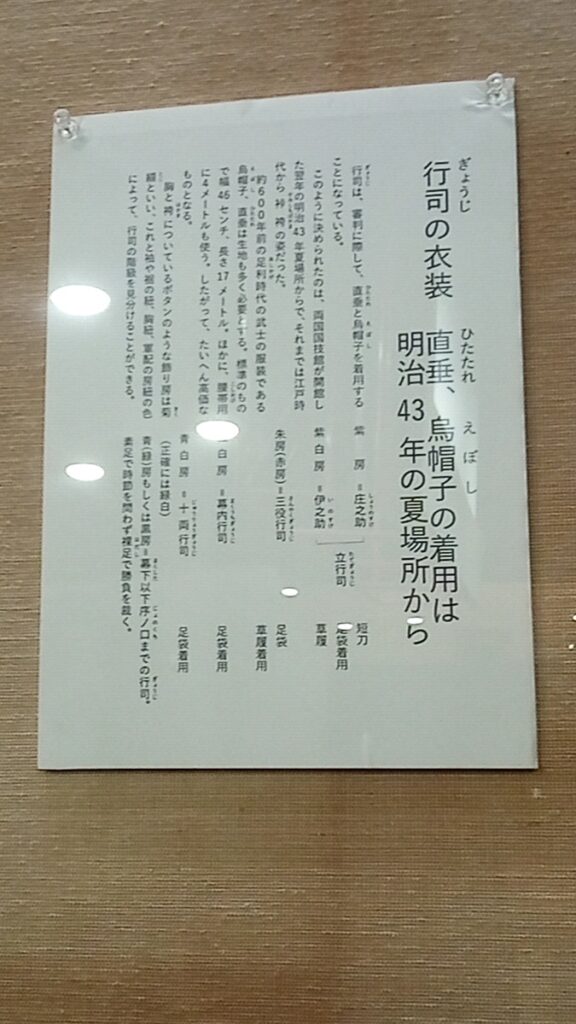 ぎょうじ ひたたれ えぼし
行司の衣装 直垂、烏帽子の着用は
明治43年の夏場所から
行司は、審判に際して、直垂と烏帽子を着用する
ことになっている。
このように決められたのは、両国国技館が開館し
た翌年の明治43年夏場所からで、それまでは江戸時
代から裃袴の姿だった。
約600年前の足利時代の武士の服装である
烏帽子、直垂は生地も多く必要とする。標準のもの
で幅46センチ、長さ17メートル。ほかに、腰帯用
に4メートルも使う。したがって、たいへん高価な
ものとなる。
胸と袴についているボタンのような飾り房は菊
綴といい、これと袖や裾の紐、胸紐、軍配の房紐の色
によって、行司の階級を見分けることができる。
紫房=庄之助 短刀
立行司 足袋着用
紫白房=伊之助 草履
朱房(赤房)=三役行司 足袋
草履着用
白房=幕内行司 足袋着用
青白房=十両行司 足袋着用
(正確には緑白)
青(緑)房もしくは黒房=幕下以下序ノ口までの行司。
素足で時節を問わず裸足で勝負を裁く。